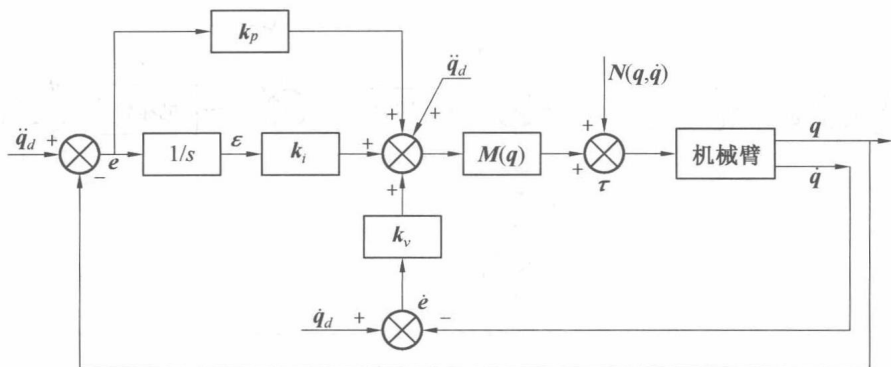 k_p
q̈_d
N(q,q̇)
q̈_d + − e
1/s
ε
k_i
+ + + +
M(q)
+ + τ
机械臂
q
q̇
k_v
ė
q̇_d + −